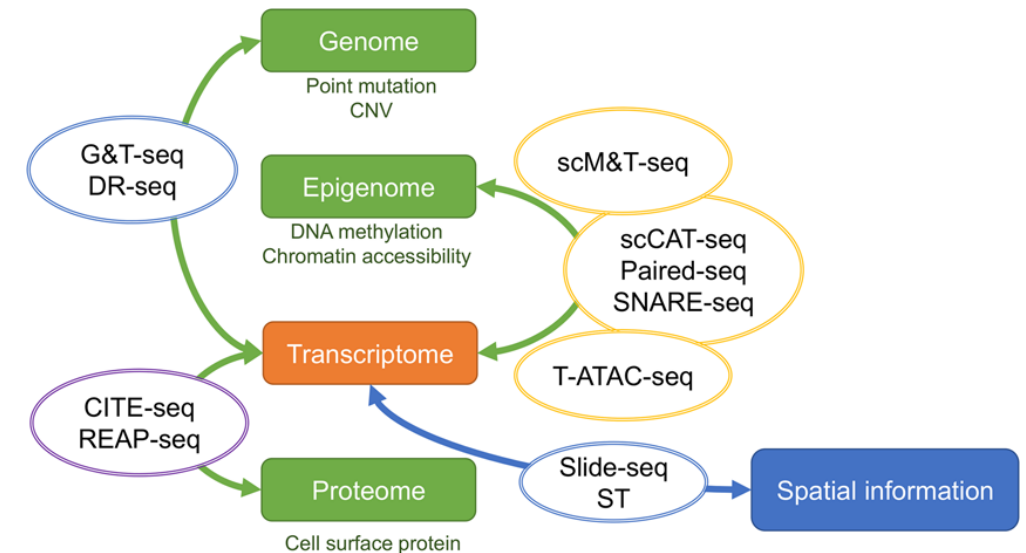 Genome
Point mutation
CNV
G&T-seq
DR-seq
scM&T-seq
Epigenome
DNA methylation
Chromatin accessibility
scCAT-seq
Paired-seq
SNARE-seq
Transcriptome
T-ATAC-seq
CITE-seq
REAP-seq
Slide-seq
ST
Spatial information
Proteome
Cell surface protein